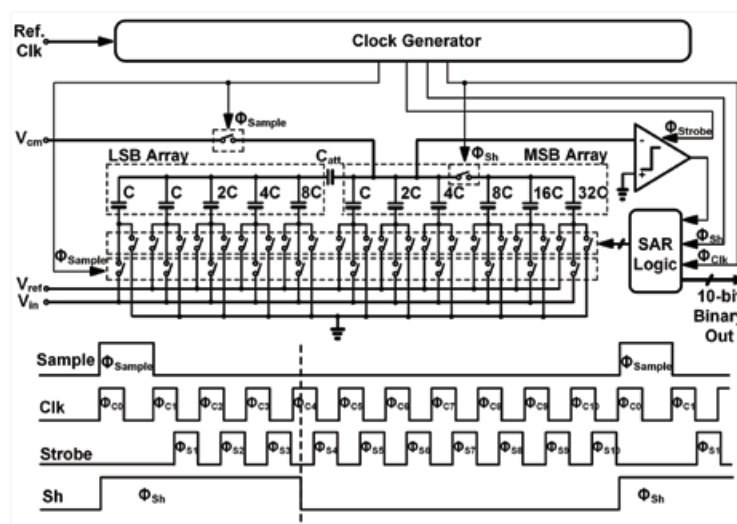 Ref. Clk
Clock Generator
ΦSample
Vcm
ΦStrobe
ΦSh
LSB Array
Catt
MSB Array
C C 2C 4C 8C C 2C 4C 8C 16C 32C
ΦSample
SAR Logic
ΦSh
ΦClk
Vref
Vin
10-bit Binary Out
Sample ΦSample ΦSample
Clk ΦC0 ΦC1 ΦC2 ΦC3 ΦC4 ΦC5 ΦC6 ΦC7 ΦC8 ΦC9 ΦC10 ΦC0 ΦC1
Strobe ΦS1 ΦS2 ΦS3 ΦS4 ΦS5 ΦS6 ΦS7 ΦS8 ΦS9 ΦS10 ΦS1
Sh ΦSh ΦSh